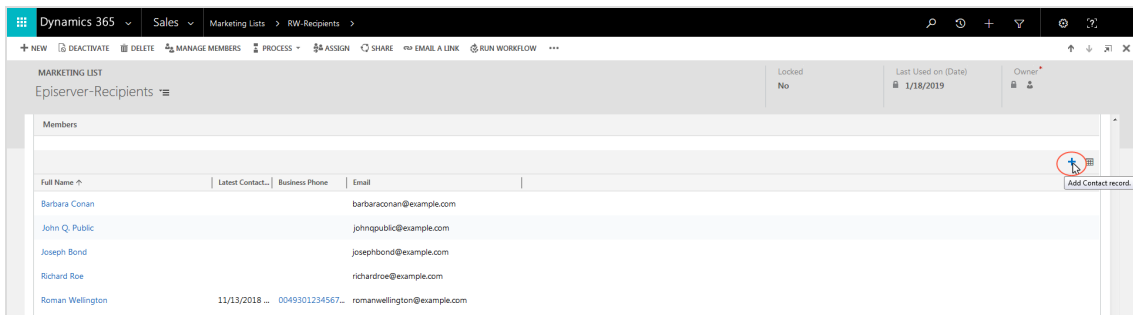 Dynamics 365 Sales Marketing Lists > RW-Recipients >
NEW DEACTIVATE DELETE MANAGE MEMBERS PROCESS ASSIGN SHARE EMAIL A LINK RUN WORKFLOW ...
MARKETING LIST
Episerver-Recipients
Locked Last Used on (Date) Owner*
No 1/18/2019
Members
Full Name Latest Contact... Business Phone Email
Add Contact record.
Barbara Conan barbaraconan@example.com
John Q. Public johnqpublic@example.com
Joseph Bond josephbond@example.com
Richard Roe richardroe@example.com
Roman Wellington 11/13/2018 ... 0049301234567... romanwellington@example.com